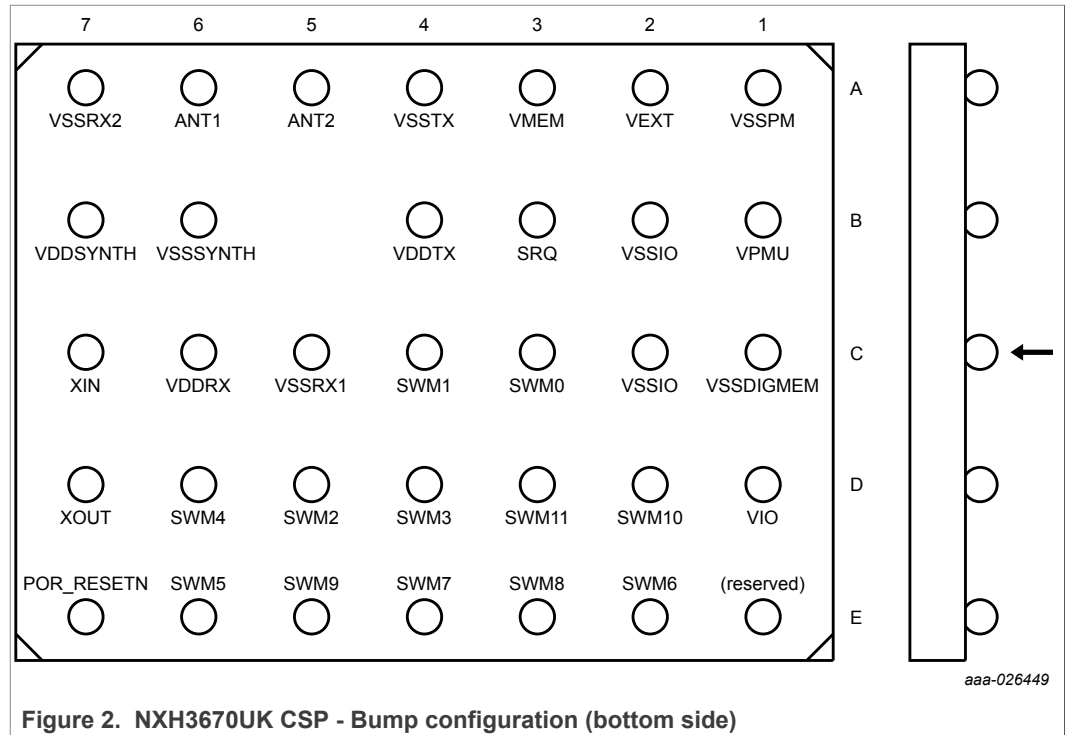 7 6 5 4 3 2 1
A
VSSRX2 ANT1 ANT2 VSSTX VMEM VEXT VSSPM
B
VDDSYNTH VSSSYNTH VDDTX SRQ VSSIO VPMU
C
XIN VDDRX VSSRX1 SWM1 SWM0 VSSIO VSSDIGMEM
D
XOUT SWM4 SWM2 SWM3 SWM11 SWM10 VIO
POR_RESETN SWM5 SWM9 SWM7 SWM8 SWM6 (reserved)
E
aaa-026449
Figure 2. NXH3670UK CSP - Bump configuration (bottom side)